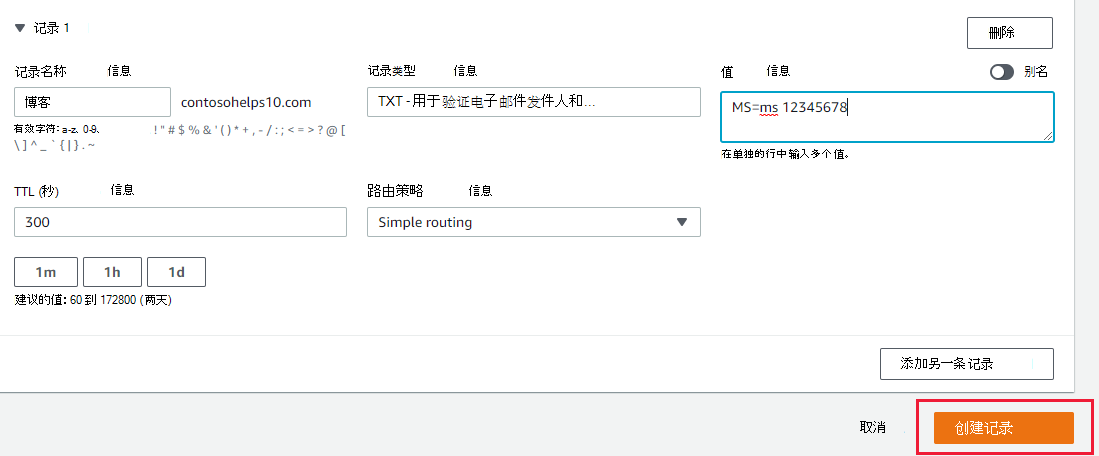 记录 1
删除
记录名称 信息
记录类型 信息
值 信息
别名
博客 contosohelps10.com
TXT - 用于验证电子邮件发件人和...
MS=ms 12345678
有效字符: a-z、0-9、 ! " # $ % & ' ( ) * + , - / : ; < = > ? @ [
\ ] ^ _ ` { | } . ~
在单独的行中输入多个值。
TTL (秒) 信息
路由策略 信息
300
Simple routing
1m 1h 1d
建议的值: 60 到 172800 (两天)
添加另一条记录
取消
创建记录